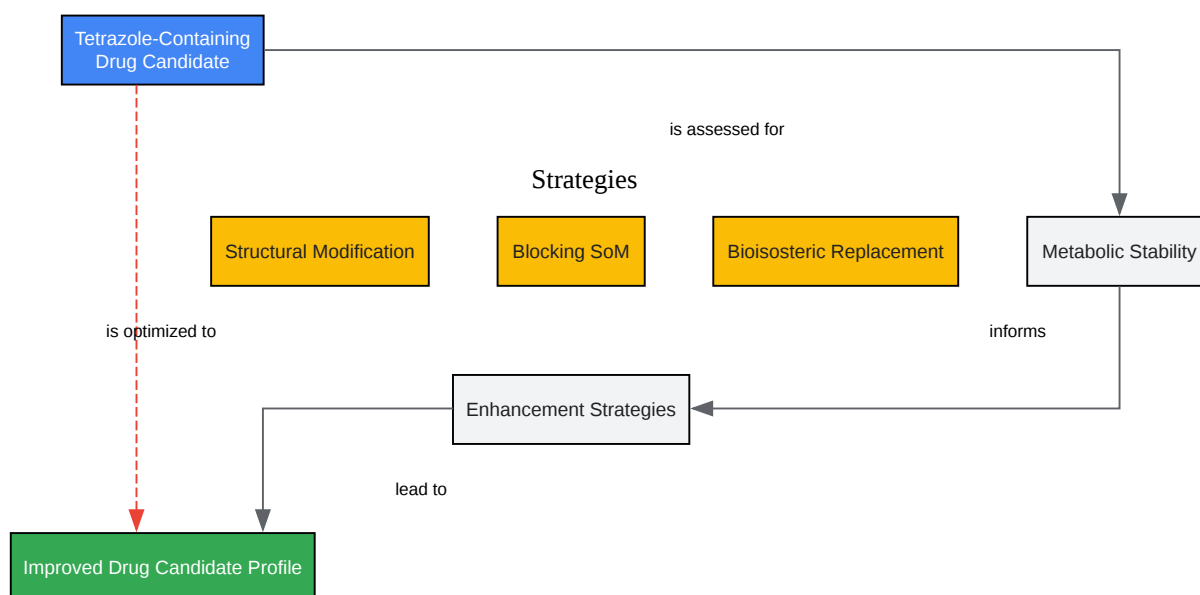 Tetrazole-Containing
Drug Candidate
is assessed for
Strategies
Structural Modification
Blocking SoM
Bioisosteric Replacement
Metabolic Stability
is optimized to
informs
Enhancement Strategies
lead to
Improved Drug Candidate Profile